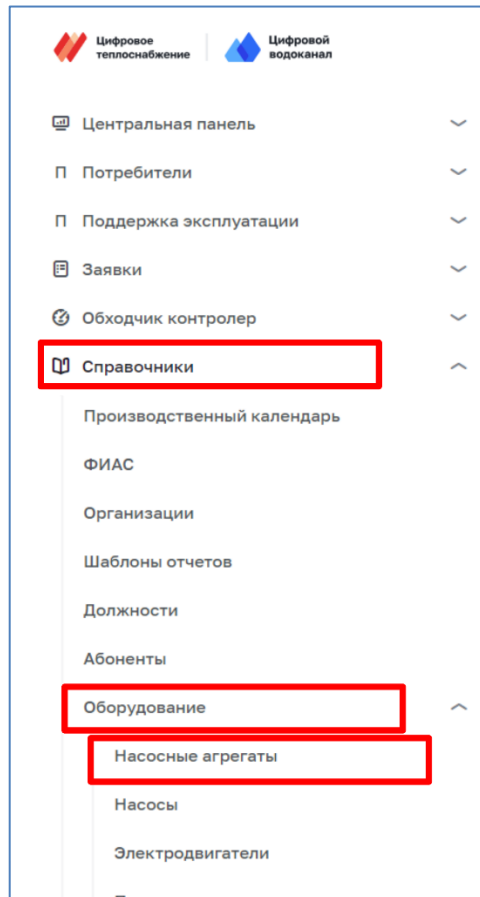 Цифровое
теплоснабжение
Цифровой
водоканал
Центральная панель
П Потребители
П Поддержка эксплуатации
Заявки
Обходчик контролер
Справочники
Производственный календарь
ФИАС
Организации
Шаблоны отчетов
Должности
Абоненты
Оборудование
Насосные агрегаты
Насосы
Электродвигатели